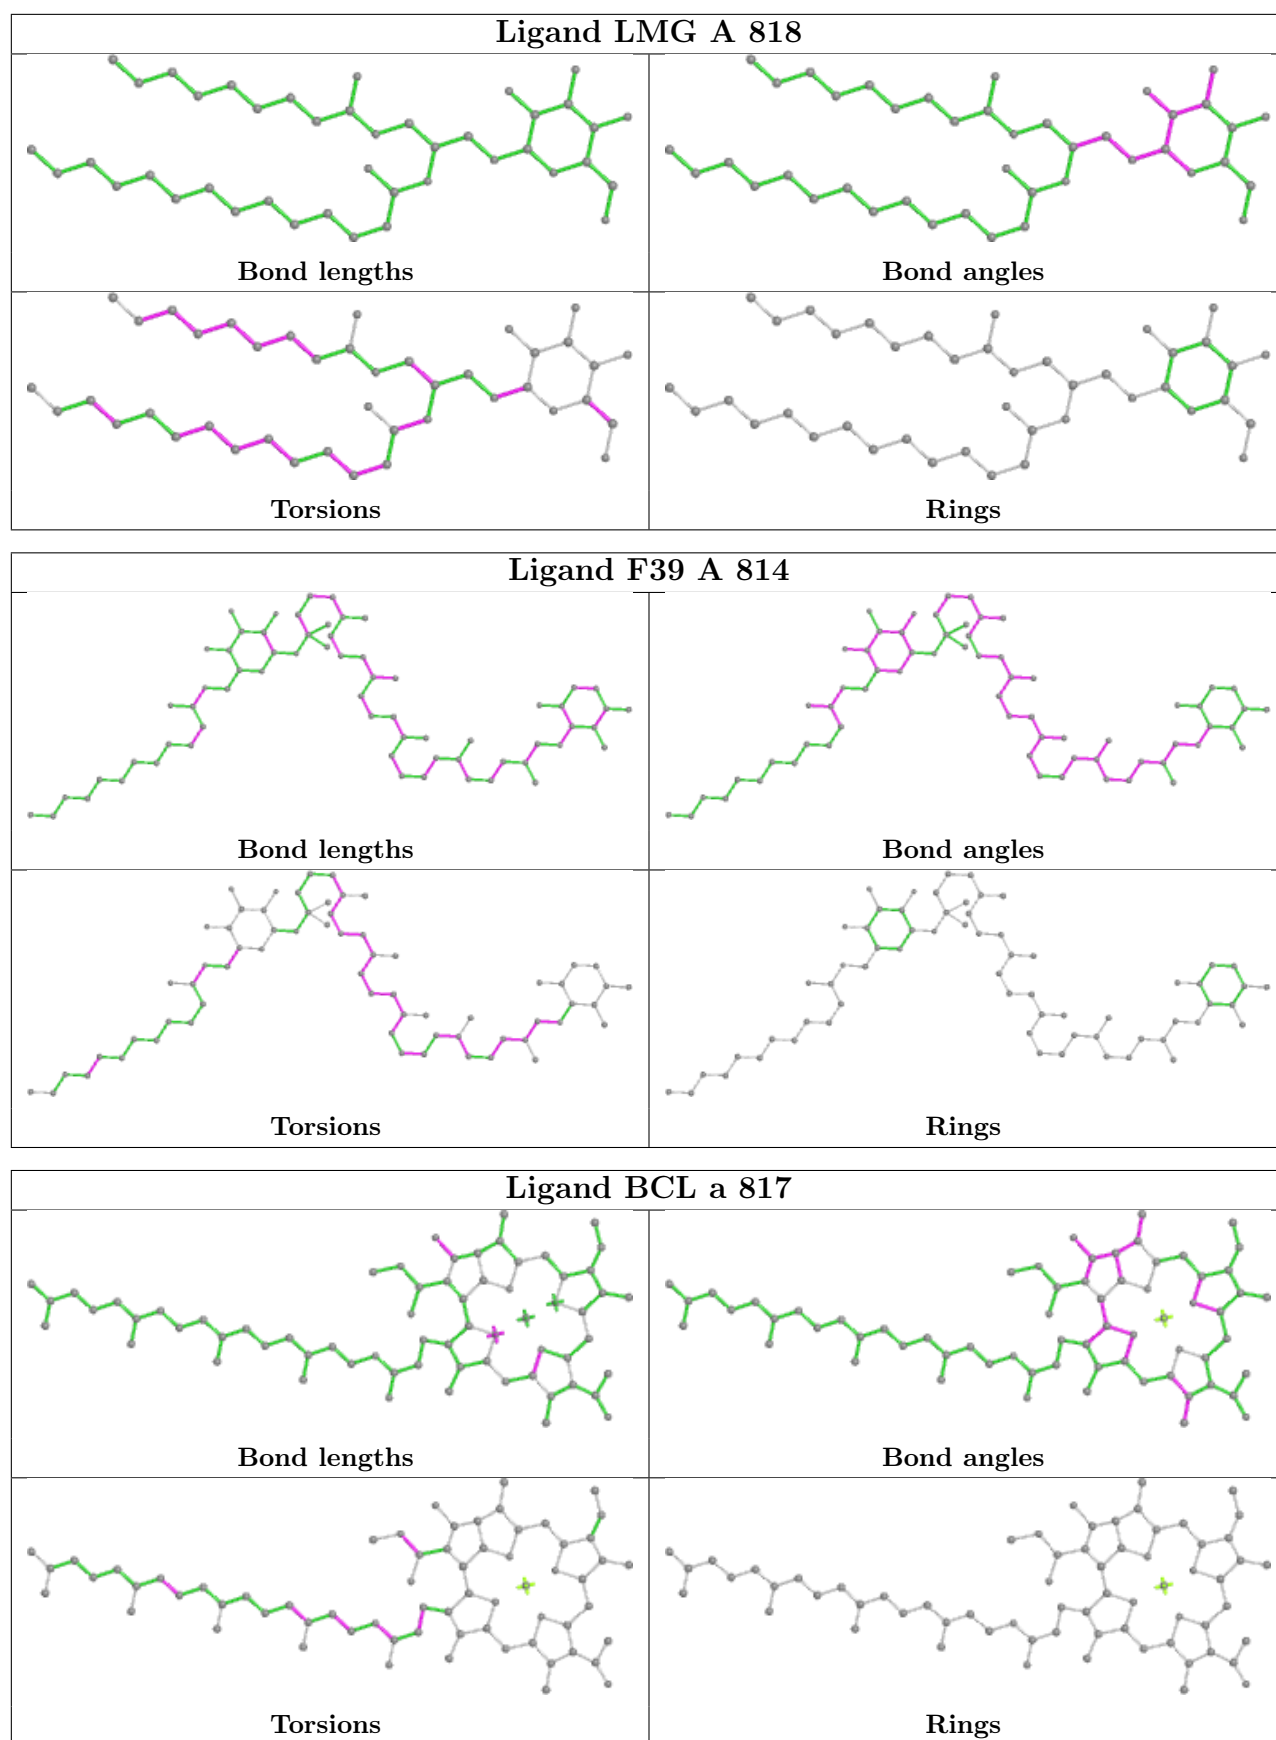 Ligand LMG A 818
Bond lengths
Bond angles
Torsions
Rings
Ligand F39 A 814
Bond lengths
Bond angles
Torsions
Rings
Ligand BCL a 817
Bond lengths
Bond angles
Torsions
Rings